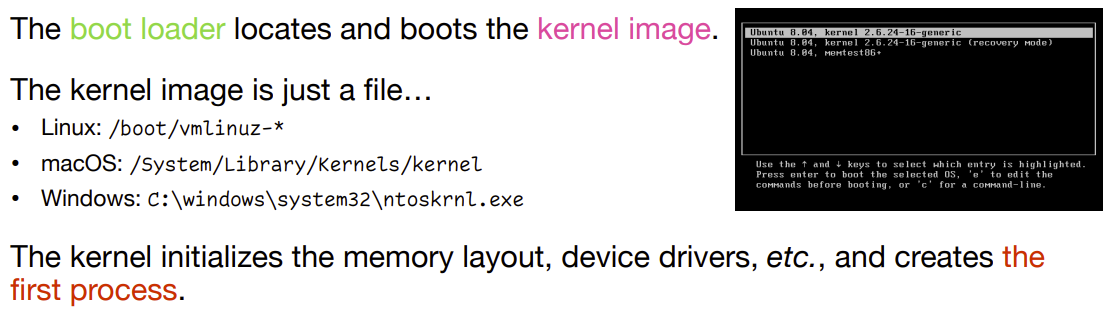 The boot loader locates and boots the kernel image.
The kernel image is just a file…
• Linux: /boot/vmlinuz-*
• macOS: /System/Library/Kernels/kernel
• Windows: C:\windows\system32\ntoskrnl.exe
The kernel initializes the memory layout, device drivers, etc., and creates the
first process.
Ubuntu 8.04, kernel 2.6.24-16-generic
Ubuntu 8.04, kernel 2.6.24-16-generic (recovery mode)
Ubuntu 8.04, memtest86+
Use the ↑ and ↓ keys to select which entry is highlighted.
Press enter to boot the selected OS, 'e' to edit the
commands before booting, or 'c' for a command-line.